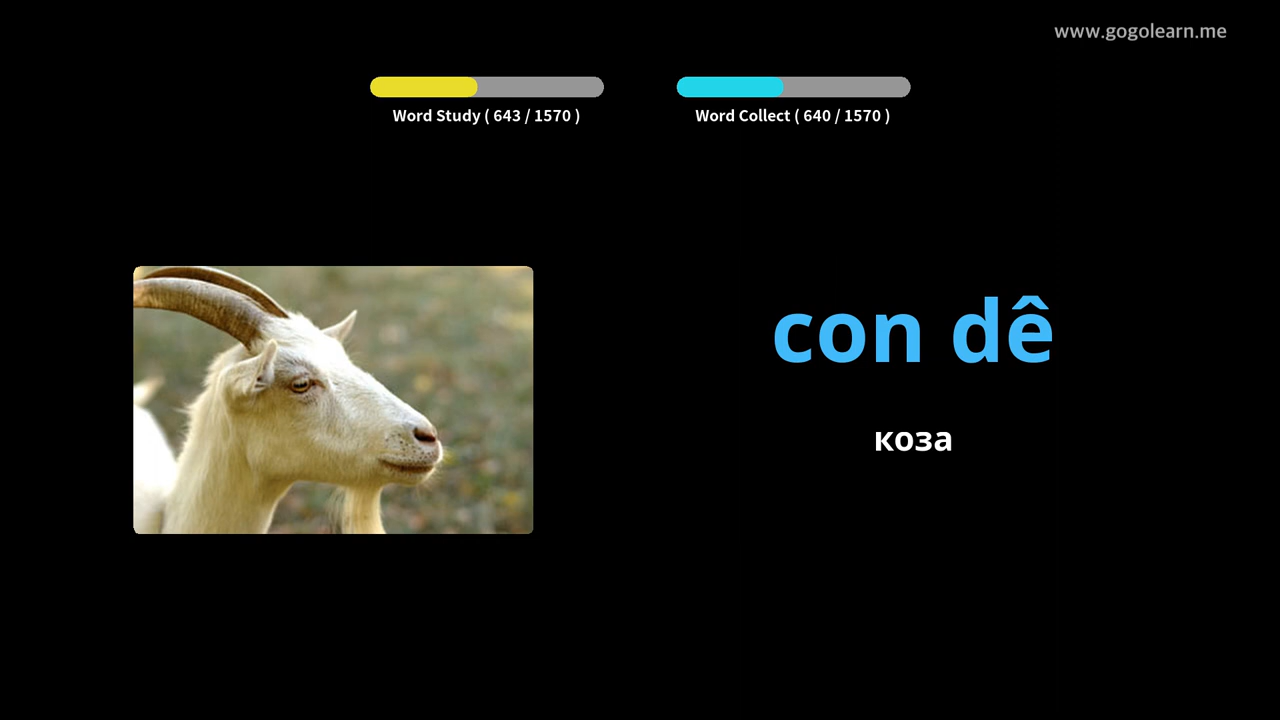 www.gogolearn.me
Word Study ( 643 / 1570 )
Word Collect ( 640 / 1570 )
con dê
коза